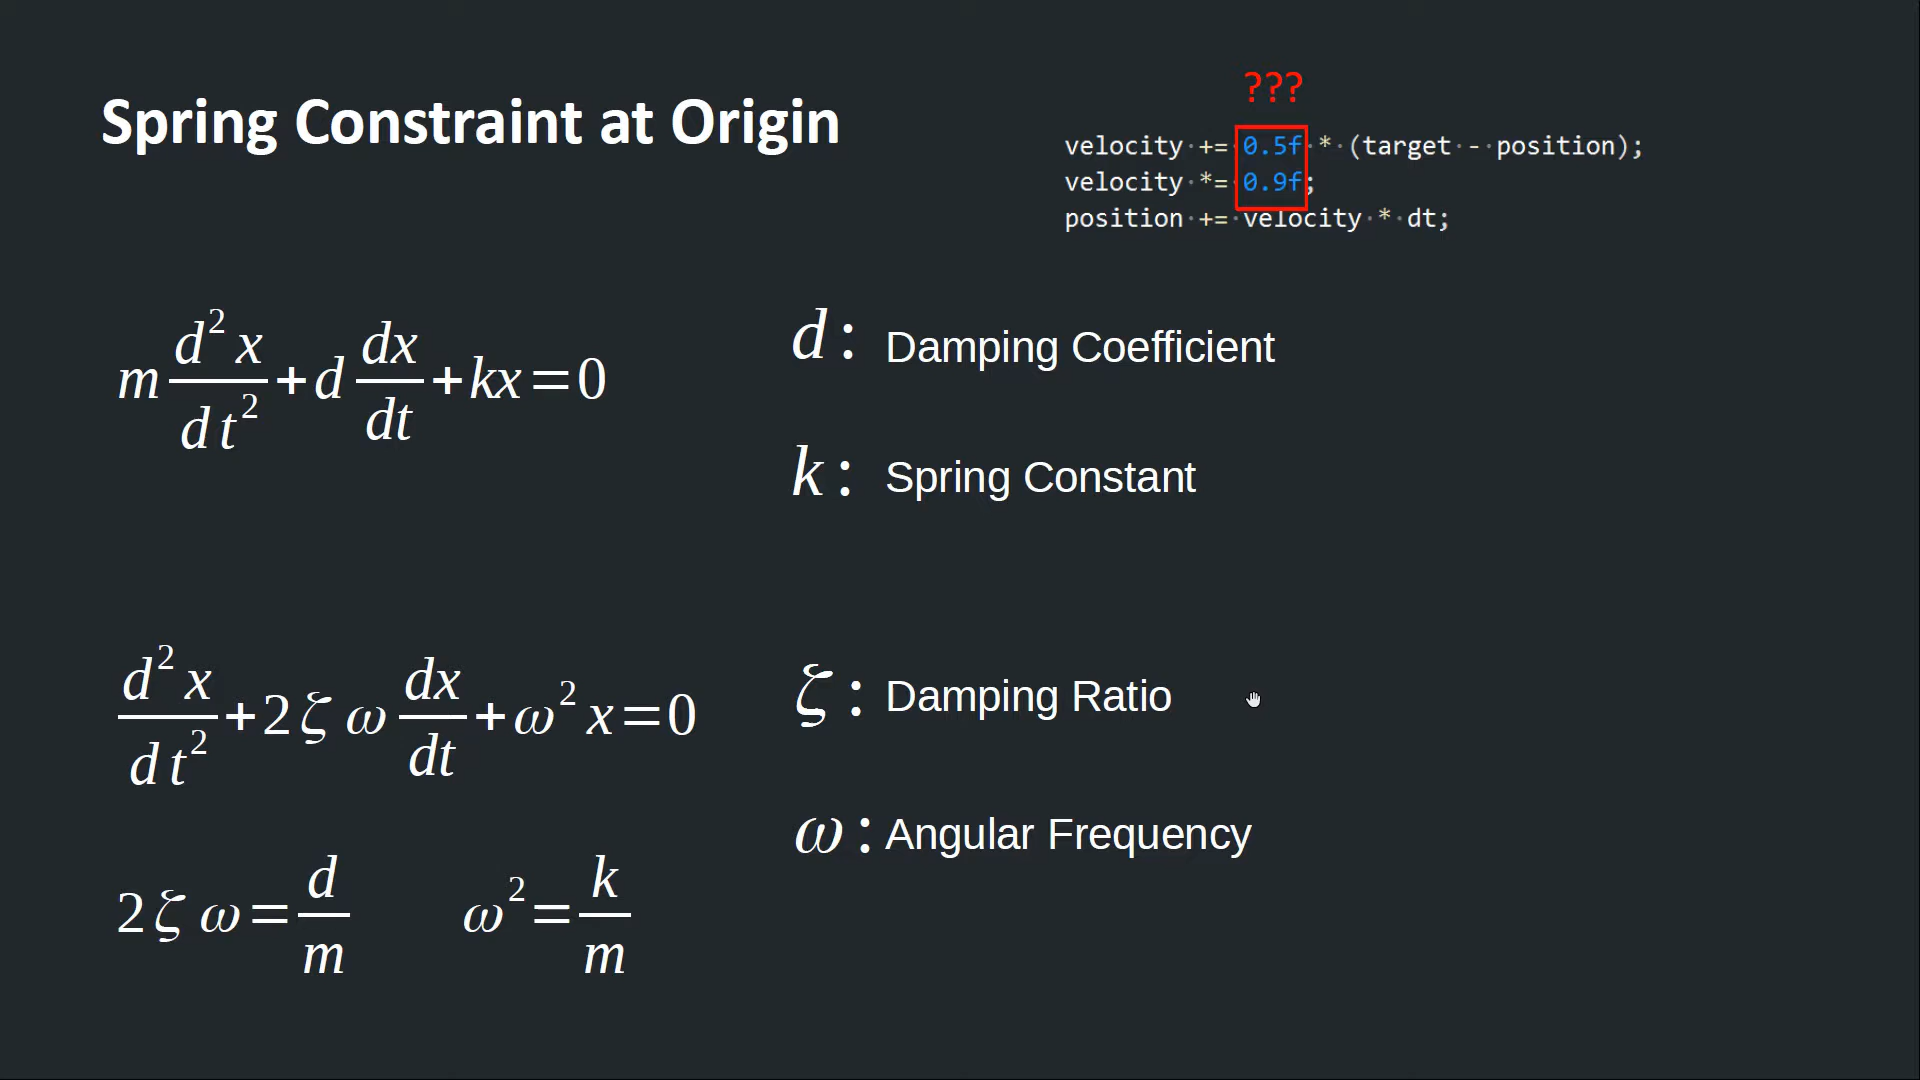 Spring Constraint at Origin
???
velocity += 0.5f * (target - position);
velocity *= 0.9f;
position += velocity * dt;
m d²x/dt² + d dx/dt + kx = 0
d : Damping Coefficient
k : Spring Constant
d²x/dt² + 2ζω dx/dt + ω²x = 0
ζ : Damping Ratio
ω : Angular Frequency
2ζω = d/m
ω² = k/m